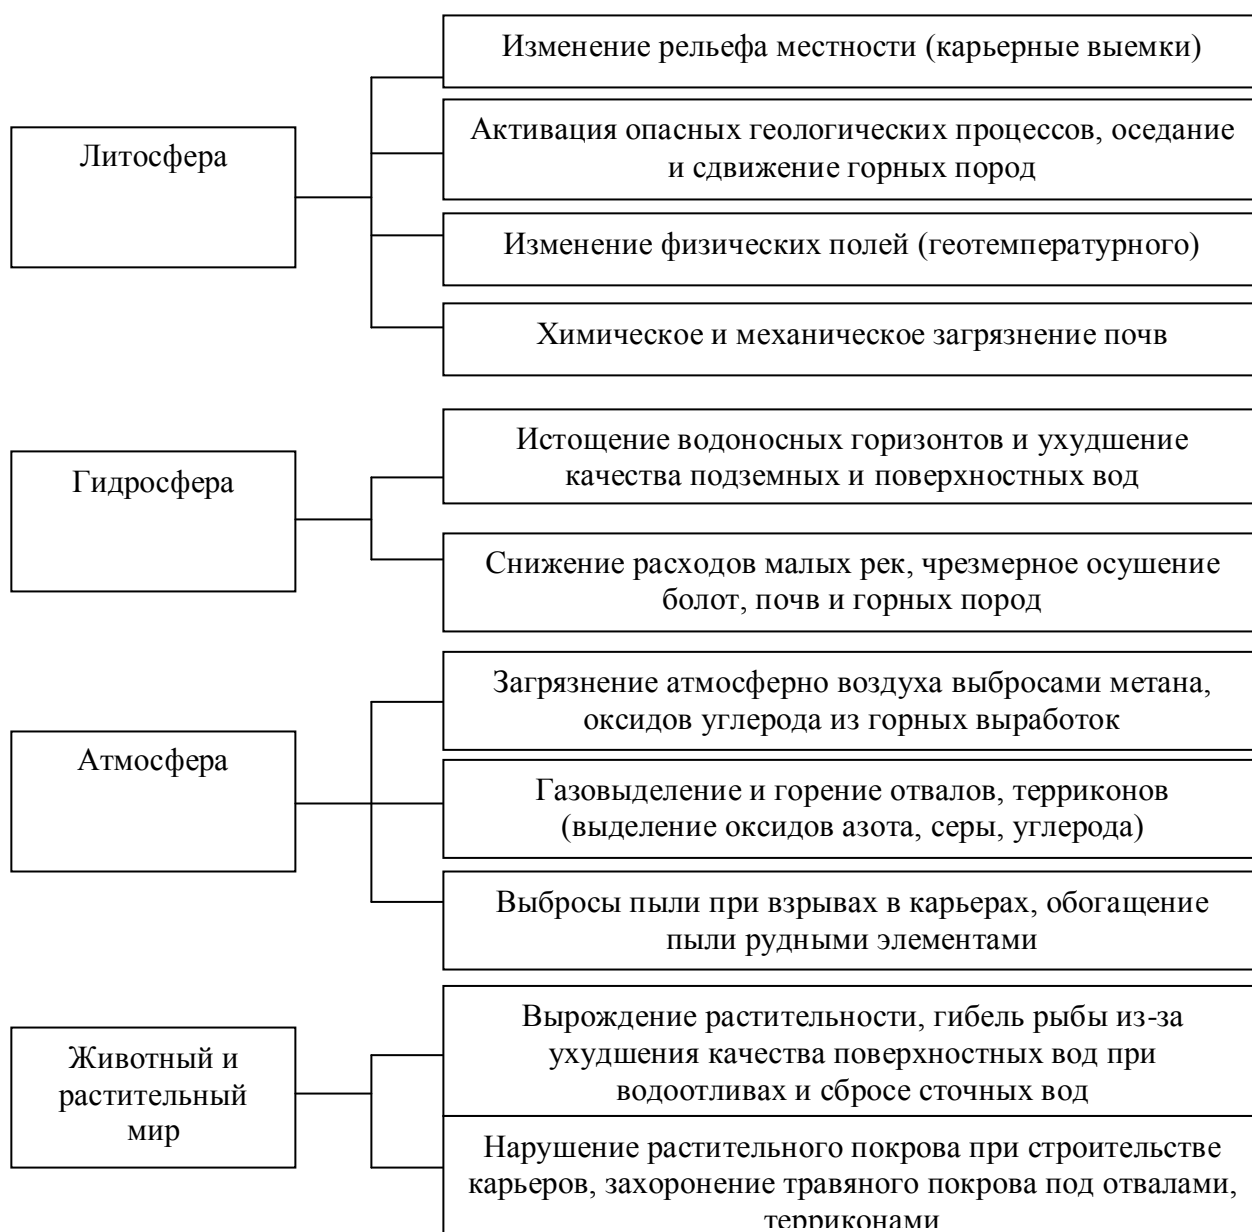 Литосфера
Изменение рельефа местности (карьерные выемки)
Активация опасных геологических процессов, оседание
и сдвижение горных пород
Изменение физических полей (геотемпературного)
Химическое и механическое загрязнение почв
Гидросфера
Истощение водоносных горизонтов и ухудшение
качества подземных и поверхностных вод
Снижение расходов малых рек, чрезмерное осушение
болот, почв и горных пород
Атмосфера
Загрязнение атмосферно воздуха выбросами метана,
оксидов углерода из горных выработок
Газовыделение и горение отвалов, терриконов
(выделение оксидов азота, серы, углерода)
Выбросы пыли при взрывах в карьерах, обогащение
пыли рудными элементами
Животный и
растительный
мир
Вырождение растительности, гибель рыбы из-за
ухудшения качества поверхностных вод при
водоотливах и сбросе сточных вод
Нарушение растительного покрова при строительстве
карьеров, захоронение травяного покрова под отвалами,
терриконами